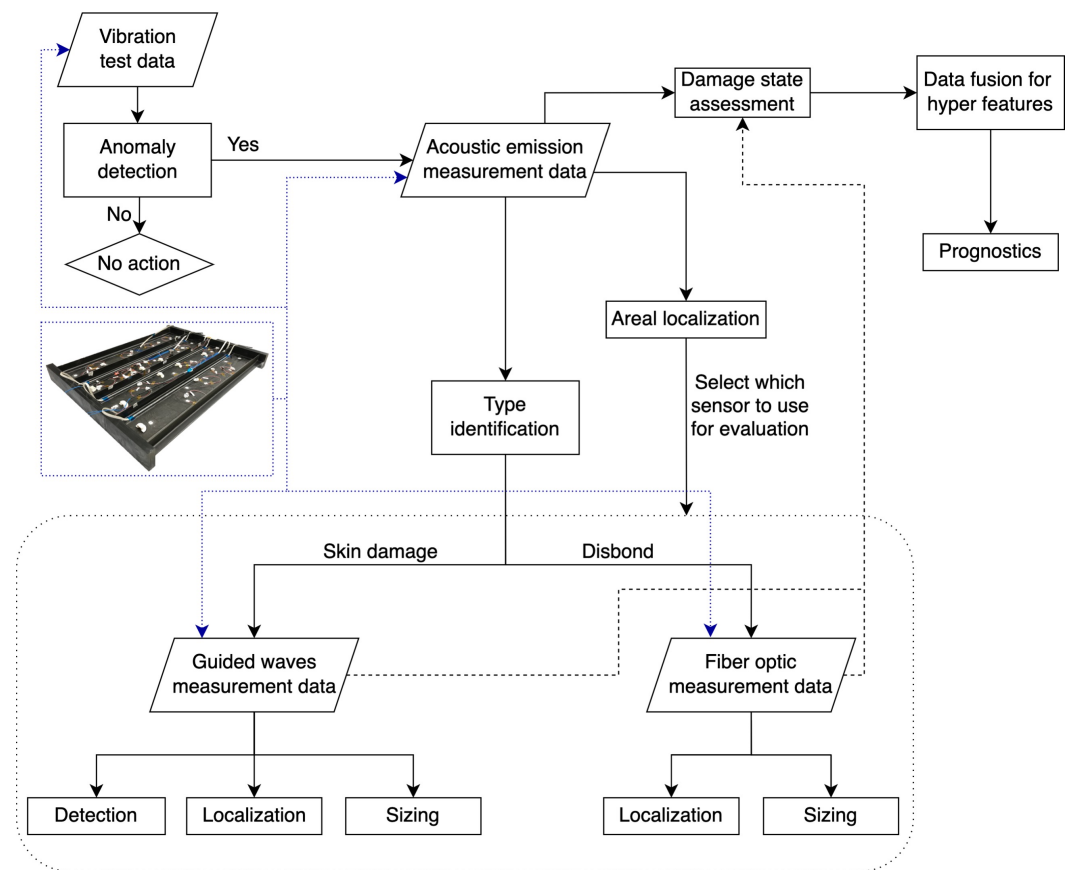 Vibration
test data
Damage state
assessment
Data fusion for
hyper features
Anomaly
detection
Yes
Acoustic emission
measurement data
No
No action
Prognostics
Areal localization
Select which
sensor to use
for evaluation
Type
identification
Skin damage
Disbond
Guided waves
measurement data
Fiber optic
measurement data
Detection
Localization
Sizing
Localization
Sizing